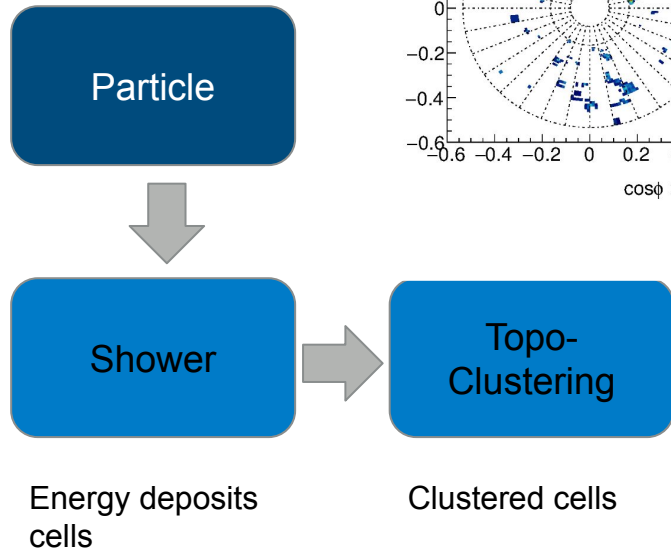 Particle
0
−0.2
−0.4
−0.6
−0.6 −0.4 −0.2 0 0.2
cosϕ
Shower
Topo-
Clustering
Energy deposits
cells
Clustered cells